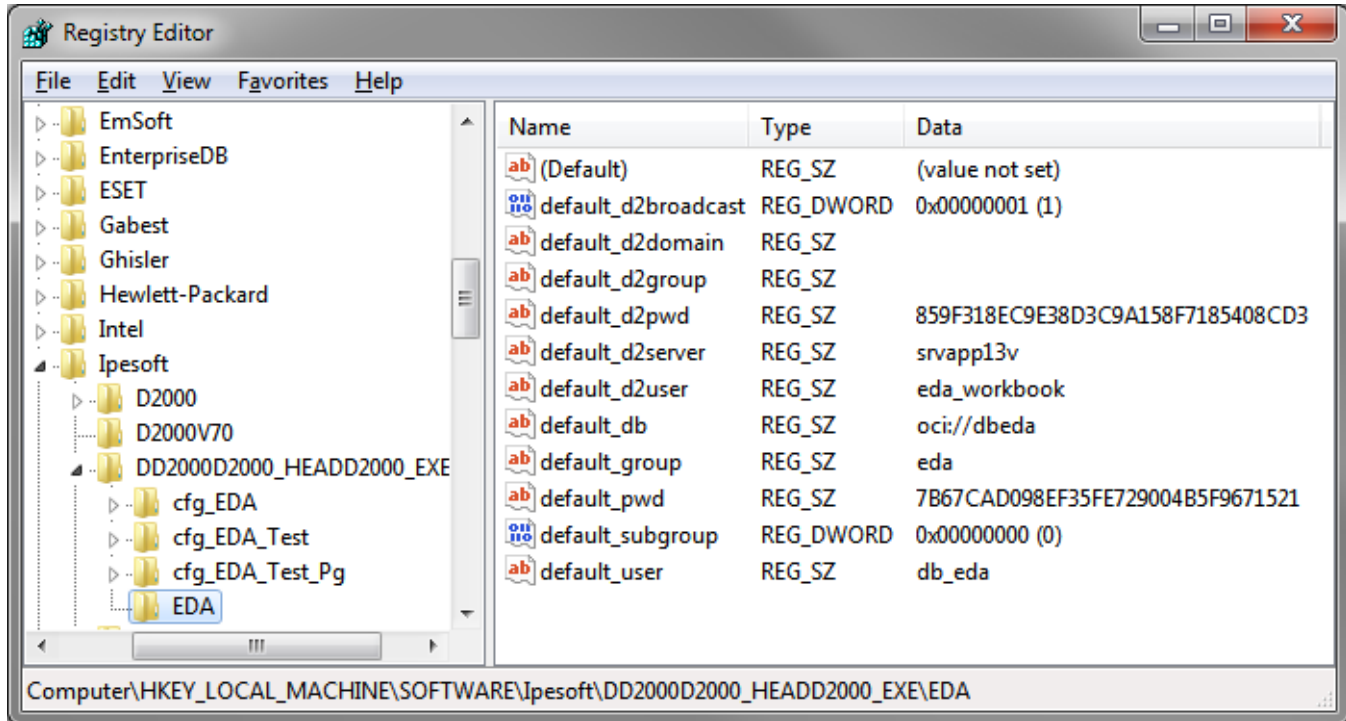 Registry Editor
File Edit View Favorites Help
EmSoft
EnterpriseDB
ESET
Gabest
Ghisler
Hewlett-Packard
Intel
Ipesoft
D2000
D2000V70
DD2000D2000_HEADD2000_EXE
cfg_EDA
cfg_EDA_Test
cfg_EDA_Test_Pg
EDA
Name Type Data
(Default) REG_SZ (value not set)
default_d2broadcast REG_DWORD 0x00000001 (1)
default_d2domain REG_SZ
default_d2group REG_SZ
default_d2pwd REG_SZ 859F318EC9E38D3C9A158F7185408CD3
default_d2server REG_SZ srvapp13v
default_d2user REG_SZ eda_workbook
default_db REG_SZ oci://dbeda
default_group REG_SZ eda
default_pwd REG_SZ 7B67CAD098EF35FE729004B5F9671521
default_subgroup REG_DWORD 0x00000000 (0)
default_user REG_SZ db_eda
Computer\HKEY_LOCAL_MACHINE\SOFTWARE\Ipesoft\DD2000D2000_HEADD2000_EXE\EDA